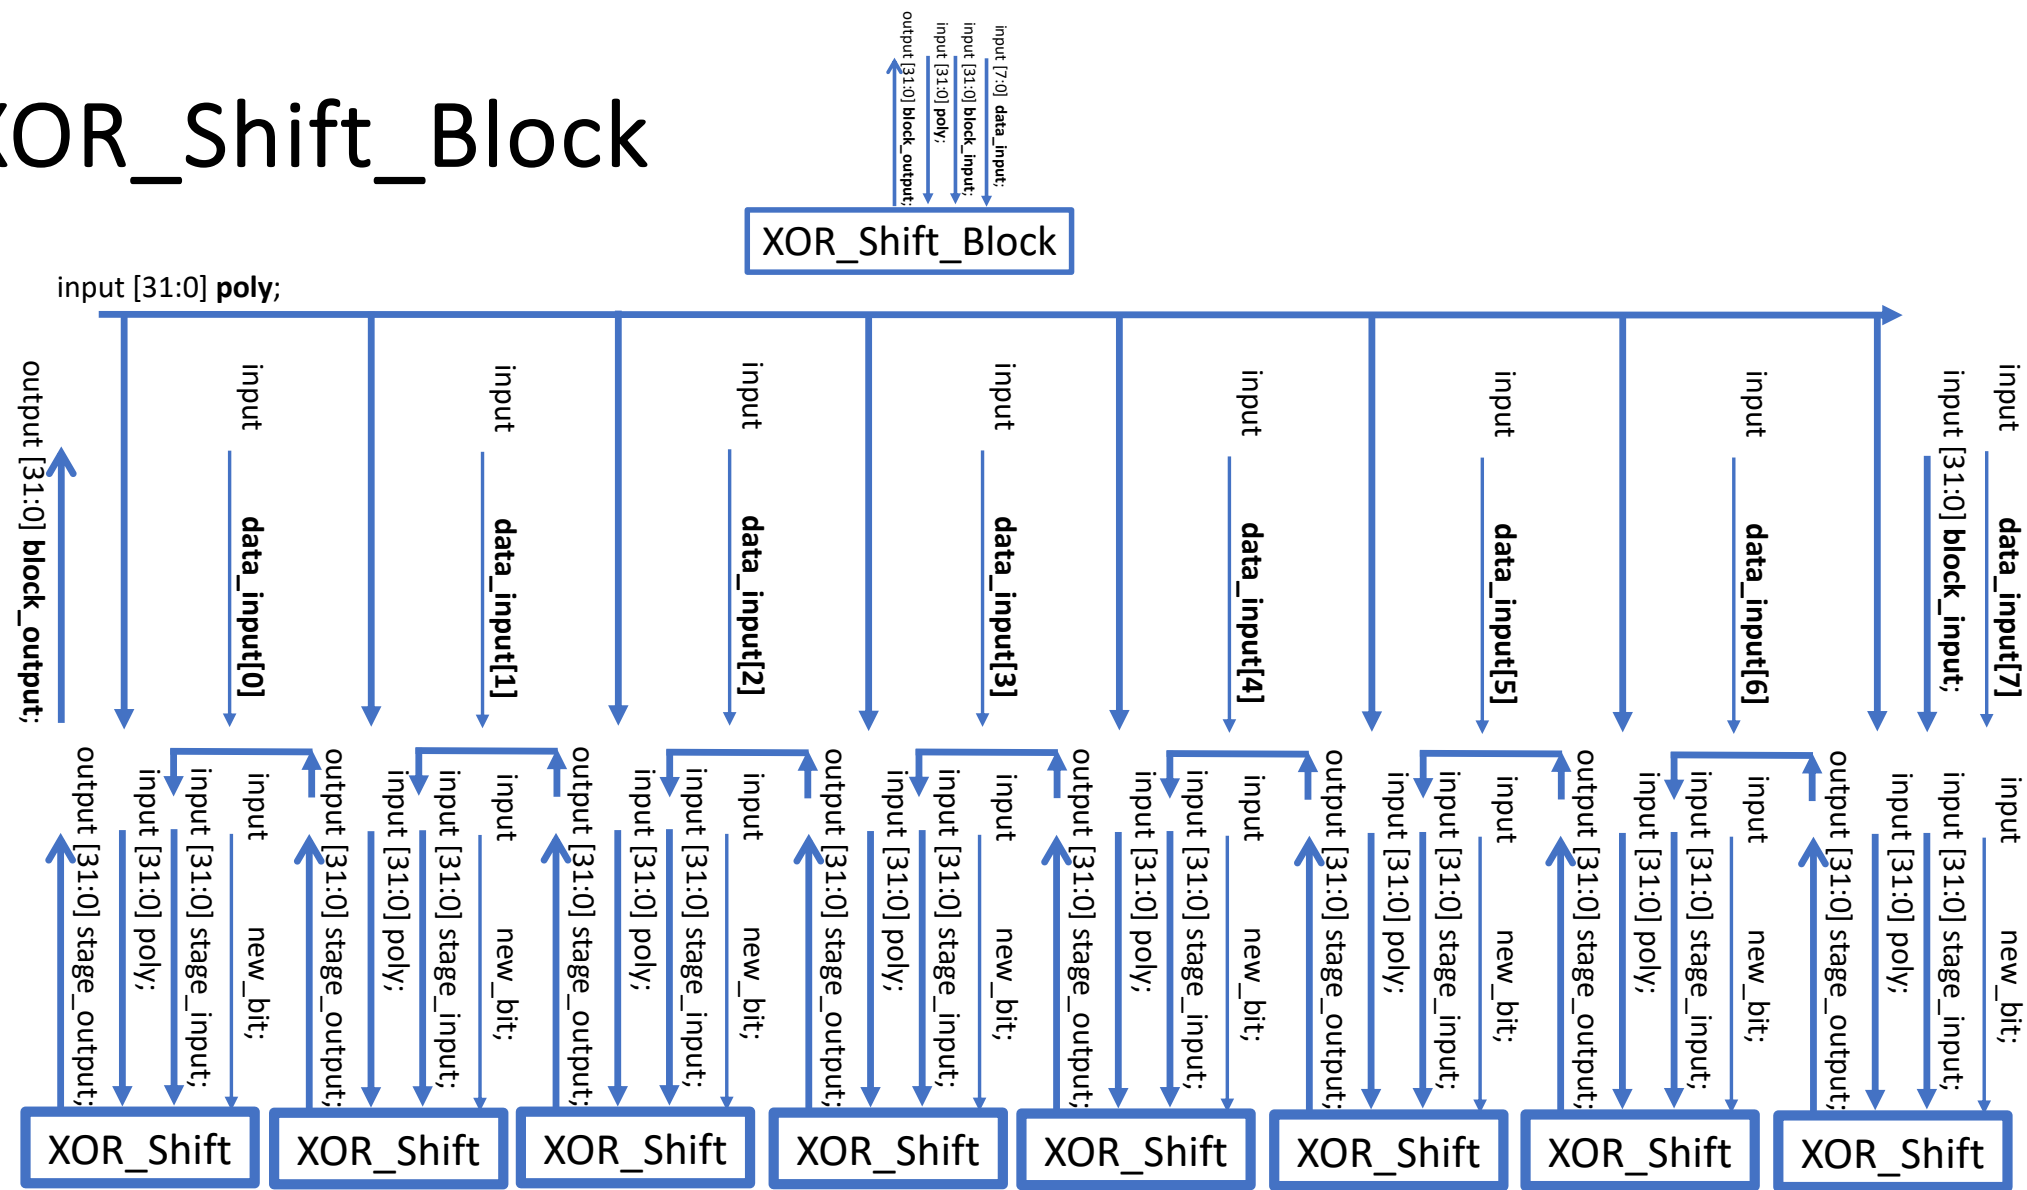 XOR_Shift_Block
output [31:0] block_output;
input [31:0] poly;
input [31:0] block_input;
input [7:0] data_input;
XOR_Shift_Block
input [31:0] poly;
output [31:0] block_output;
input data_input[0]
input data_input[1]
input data_input[2]
input data_input[3]
input data_input[4]
input data_input[5]
input data_input[6]
input [31:0] block_input;
input data_input[7]
output [31:0] stage_output;
input [31:0] poly;
input [31:0] stage_input;
input new_bit;
output [31:0] stage_output;
input [31:0] poly;
input [31:0] stage_input;
input new_bit;
output [31:0] stage_output;
input [31:0] poly;
input [31:0] stage_input;
input new_bit;
output [31:0] stage_output;
input [31:0] poly;
input [31:0] stage_input;
input new_bit;
output [31:0] stage_output;
input [31:0] poly;
input [31:0] stage_input;
input new_bit;
output [31:0] stage_output;
input [31:0] poly;
input [31:0] stage_input;
input new_bit;
output [31:0] stage_output;
input [31:0] poly;
input [31:0] stage_input;
input new_bit;
output [31:0] stage_output;
input [31:0] poly;
input [31:0] stage_input;
input new_bit;
XOR_Shift
XOR_Shift
XOR_Shift
XOR_Shift
XOR_Shift
XOR_Shift
XOR_Shift
XOR_Shift